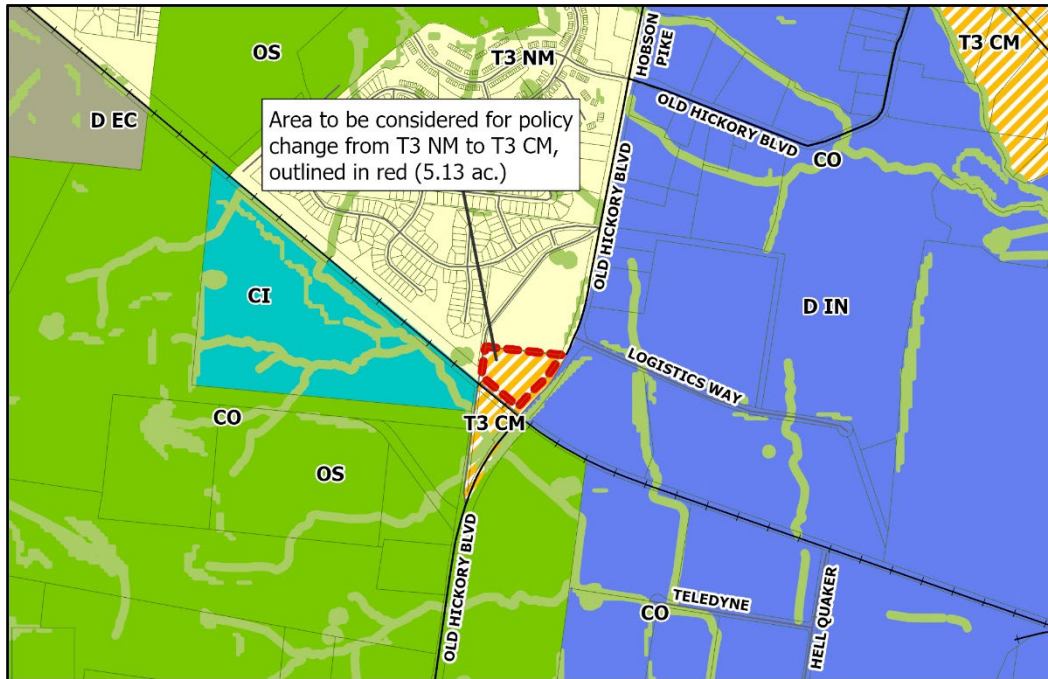 OS
T3 NM
HOBSON
PIKE
T3 CM
D EC
OLD HICKORY BLVD
Area to be considered for policy
change from T3 NM to T3 CM,
outlined in red (5.13 ac.)
CO
OLD HICKORY BLVD
CI
D IN
LOGISTICS WAY
CO
T3 CM
OS
CO
OLD HICKORY BLVD
TELEDYNE
CO
HELL QUAKER